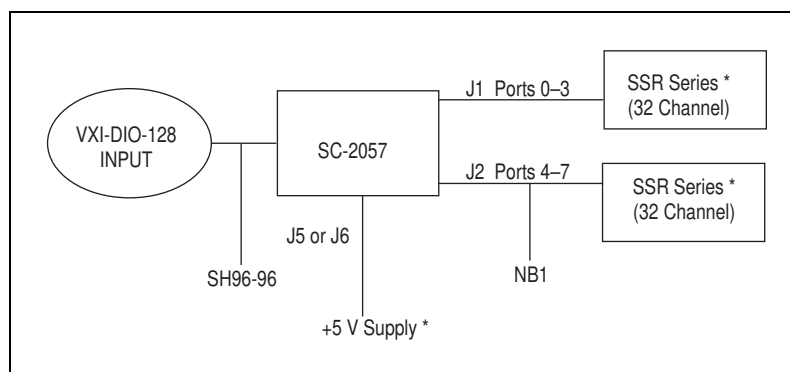 VXI-DIO-128
INPUT
SC-2057
J1 Ports 0–3
SSR Series *
(32 Channel)
J2 Ports 4–7
SSR Series *
(32 Channel)
J5 or J6
SH96-96
NB1
+5 V Supply *